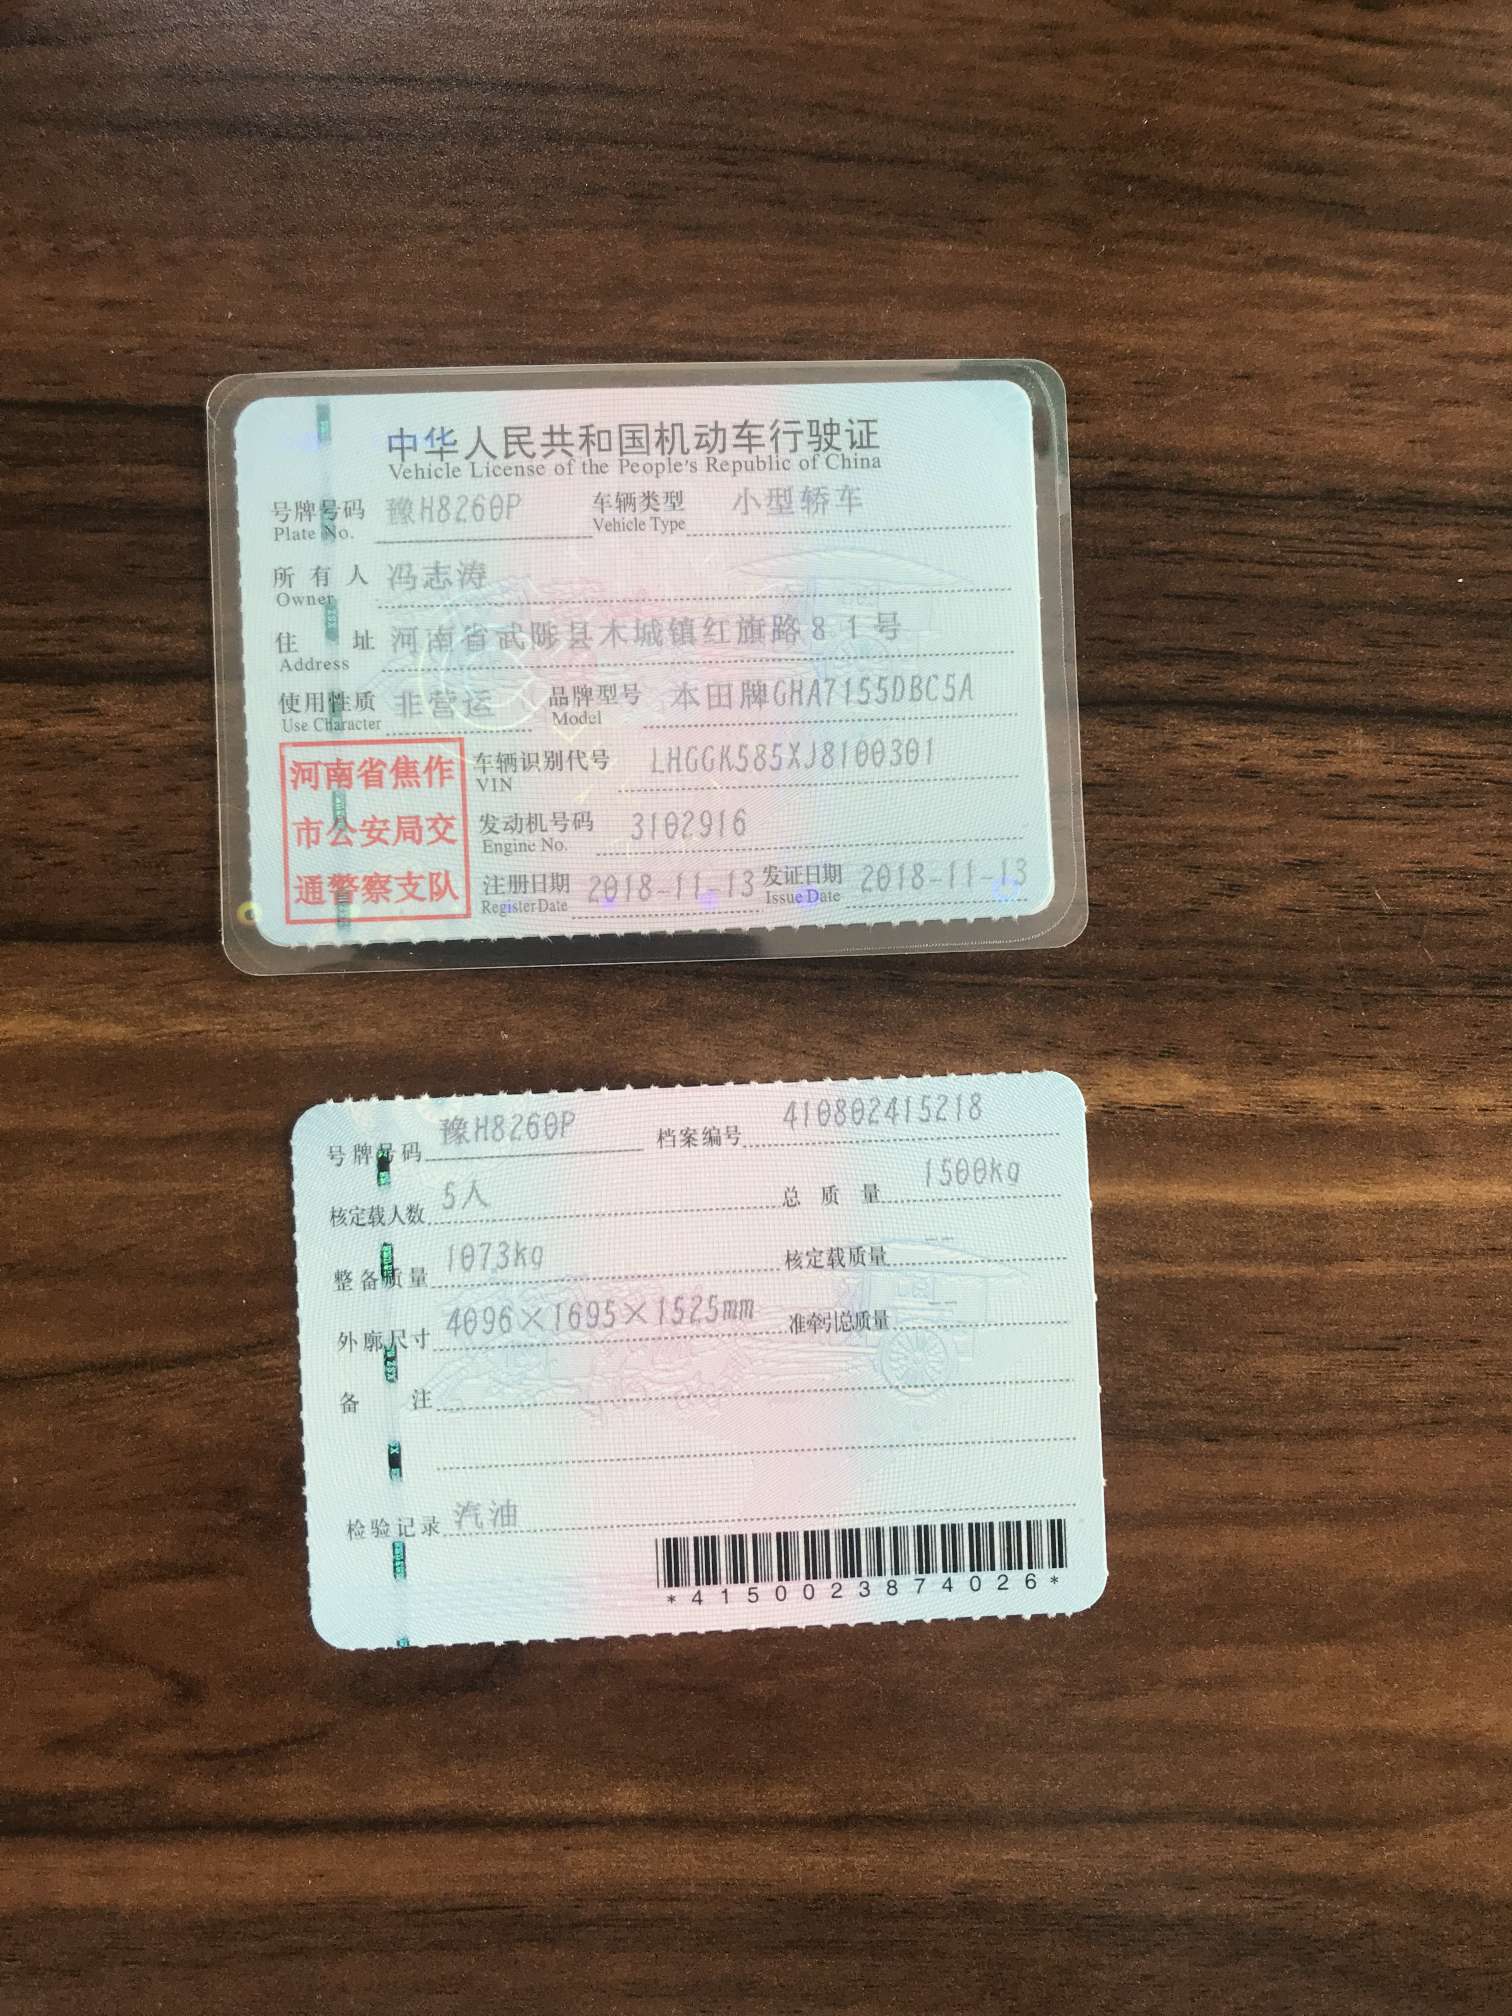 中华人民共和国机动车行驶证
Vehicle License of the People's Republic of China
号牌号码 豫H8260P 车辆类型 小型轿车
Plate No. Vehicle Type
所有人 冯志涛
Owner
住址 河南省武陟县木城镇红旗路81号
Address
使用性质 非营运 品牌型号 本田牌GHA7155DBC5A
Use Character Model
河南省焦作
市公安局交
通警察支队
车辆识别代号 LHGGK585XJ8100301
VIN
发动机号码 3102916
Engine No.
注册日期 2018-11-13 发证日期 2018-11-13
Register Date Issue Date
号牌号码 豫H8260P 档案编号 410802415218
核定载人数 5人 总质量 1500kg
整备质量 1073kg 核定载质量 --
外廓尺寸 4096×1695×1525mm 准牵引总质量 --
备注
检验记录 汽油
*4150023874026*